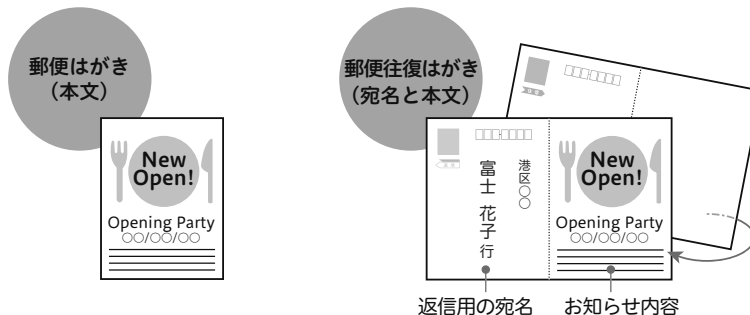 郵便はがき
（本文）
New
Open!
Opening Party
○○/○○/○○
郵便往復はがき
（宛名と本文）
港区○○
富士 花子 行
New
Open!
Opening Party
○○/○○/○○
返信用の宛名
お知らせ内容